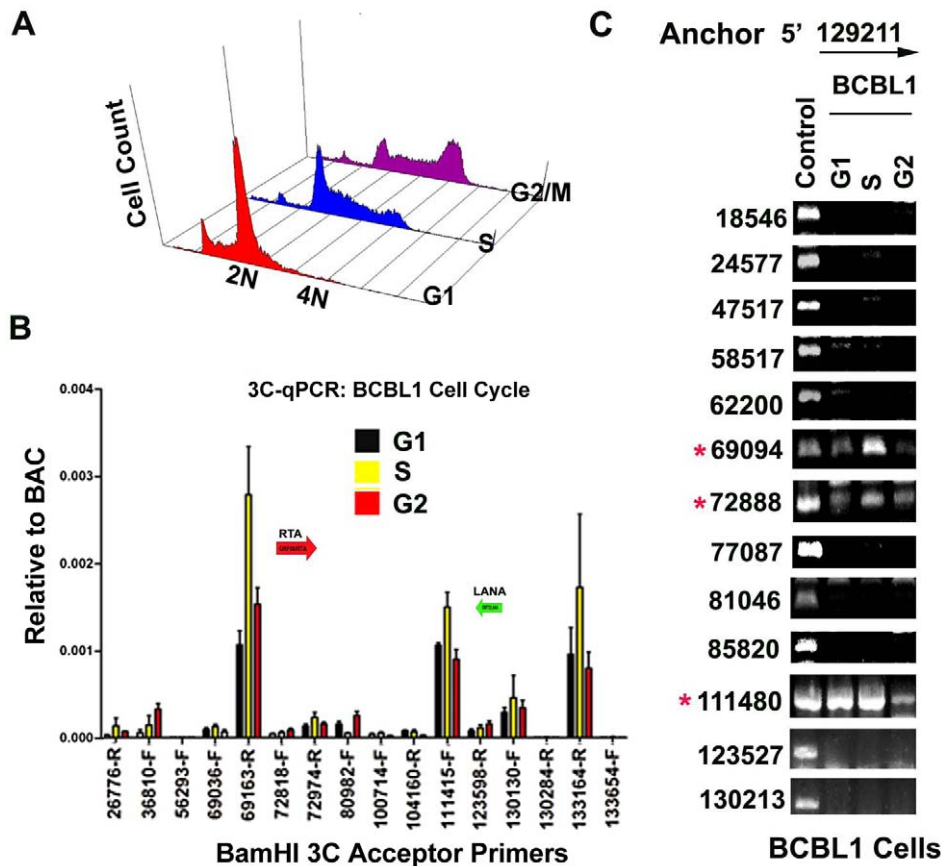 A
Cell Count
2N
4N
G1
S
G2/M
B
3C-qPCR: BCBL1 Cell Cycle
Relative to BAC
0.004
0.003
0.002
0.001
0.000
G1
S
G2
RTA
LANA
26776-R
36810-F
56293-F
69036-F
69163-R
72818-F
72974-R
80982-F
100714-F
104160-R
111415-F
123598-R
130130-F
130284-R
133164-R
133654-F
BamHI 3C Acceptor Primers
C
Anchor 5' 129211
BCBL1
Control G1 S G2
18546
24577
47517
58517
62200
* 69094
* 72888
77087
81046
85820
* 111480
123527
130213
BCBL1 Cells